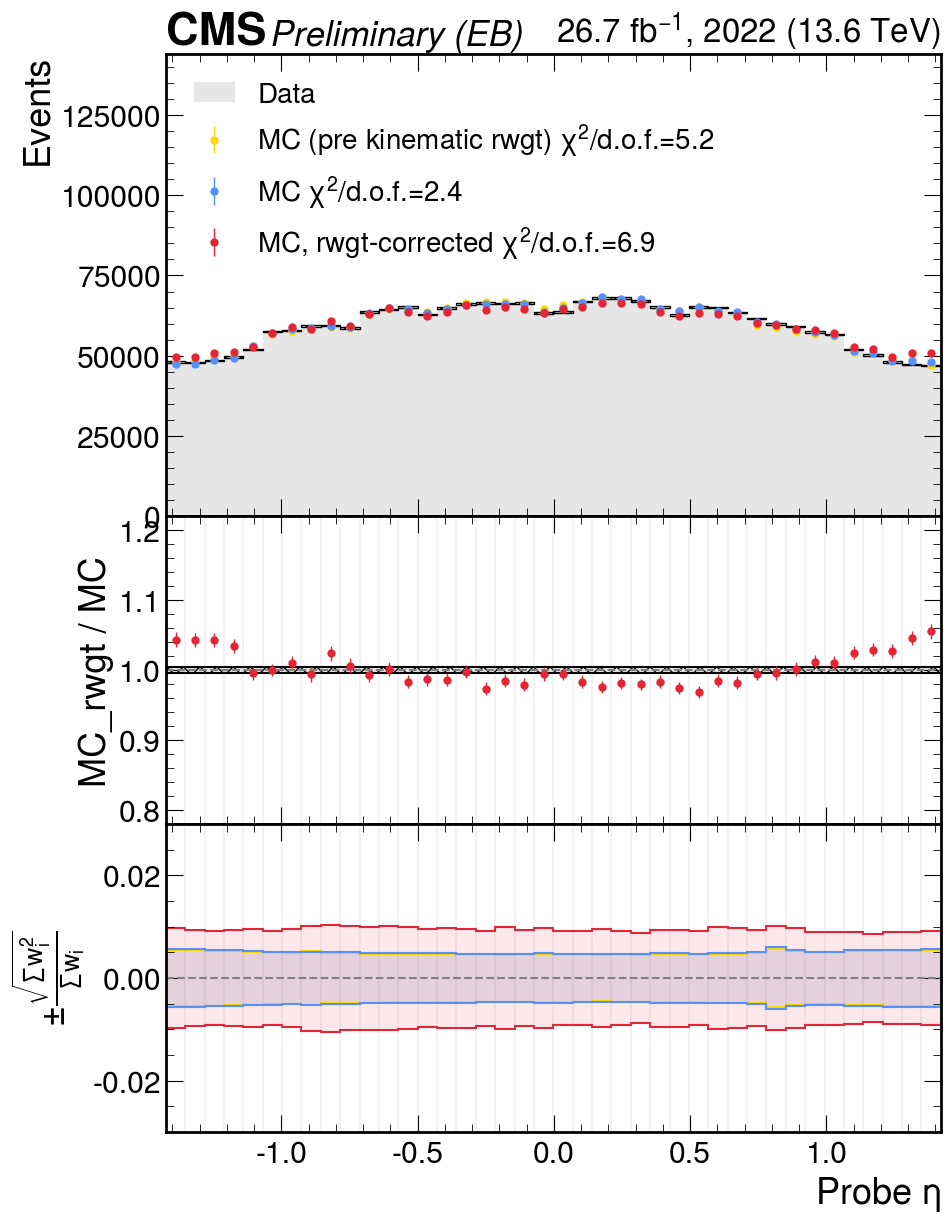 CMS Preliminary (EB) 26.7 fb⁻¹, 2022 (13.6 TeV)
Events
125000
100000
75000
50000
25000
0
Data
MC (pre kinematic rwgt) χ²/d.o.f.=5.2
MC χ²/d.o.f.=2.4
MC, rwgt-corrected χ²/d.o.f.=6.9
MC_rwgt / MC
1.2
1.1
1.0
0.9
0.8
±√Σwᵢ²/Σwᵢ
0.02
0.00
-0.02
-1.0 -0.5 0.0 0.5 1.0
Probe η